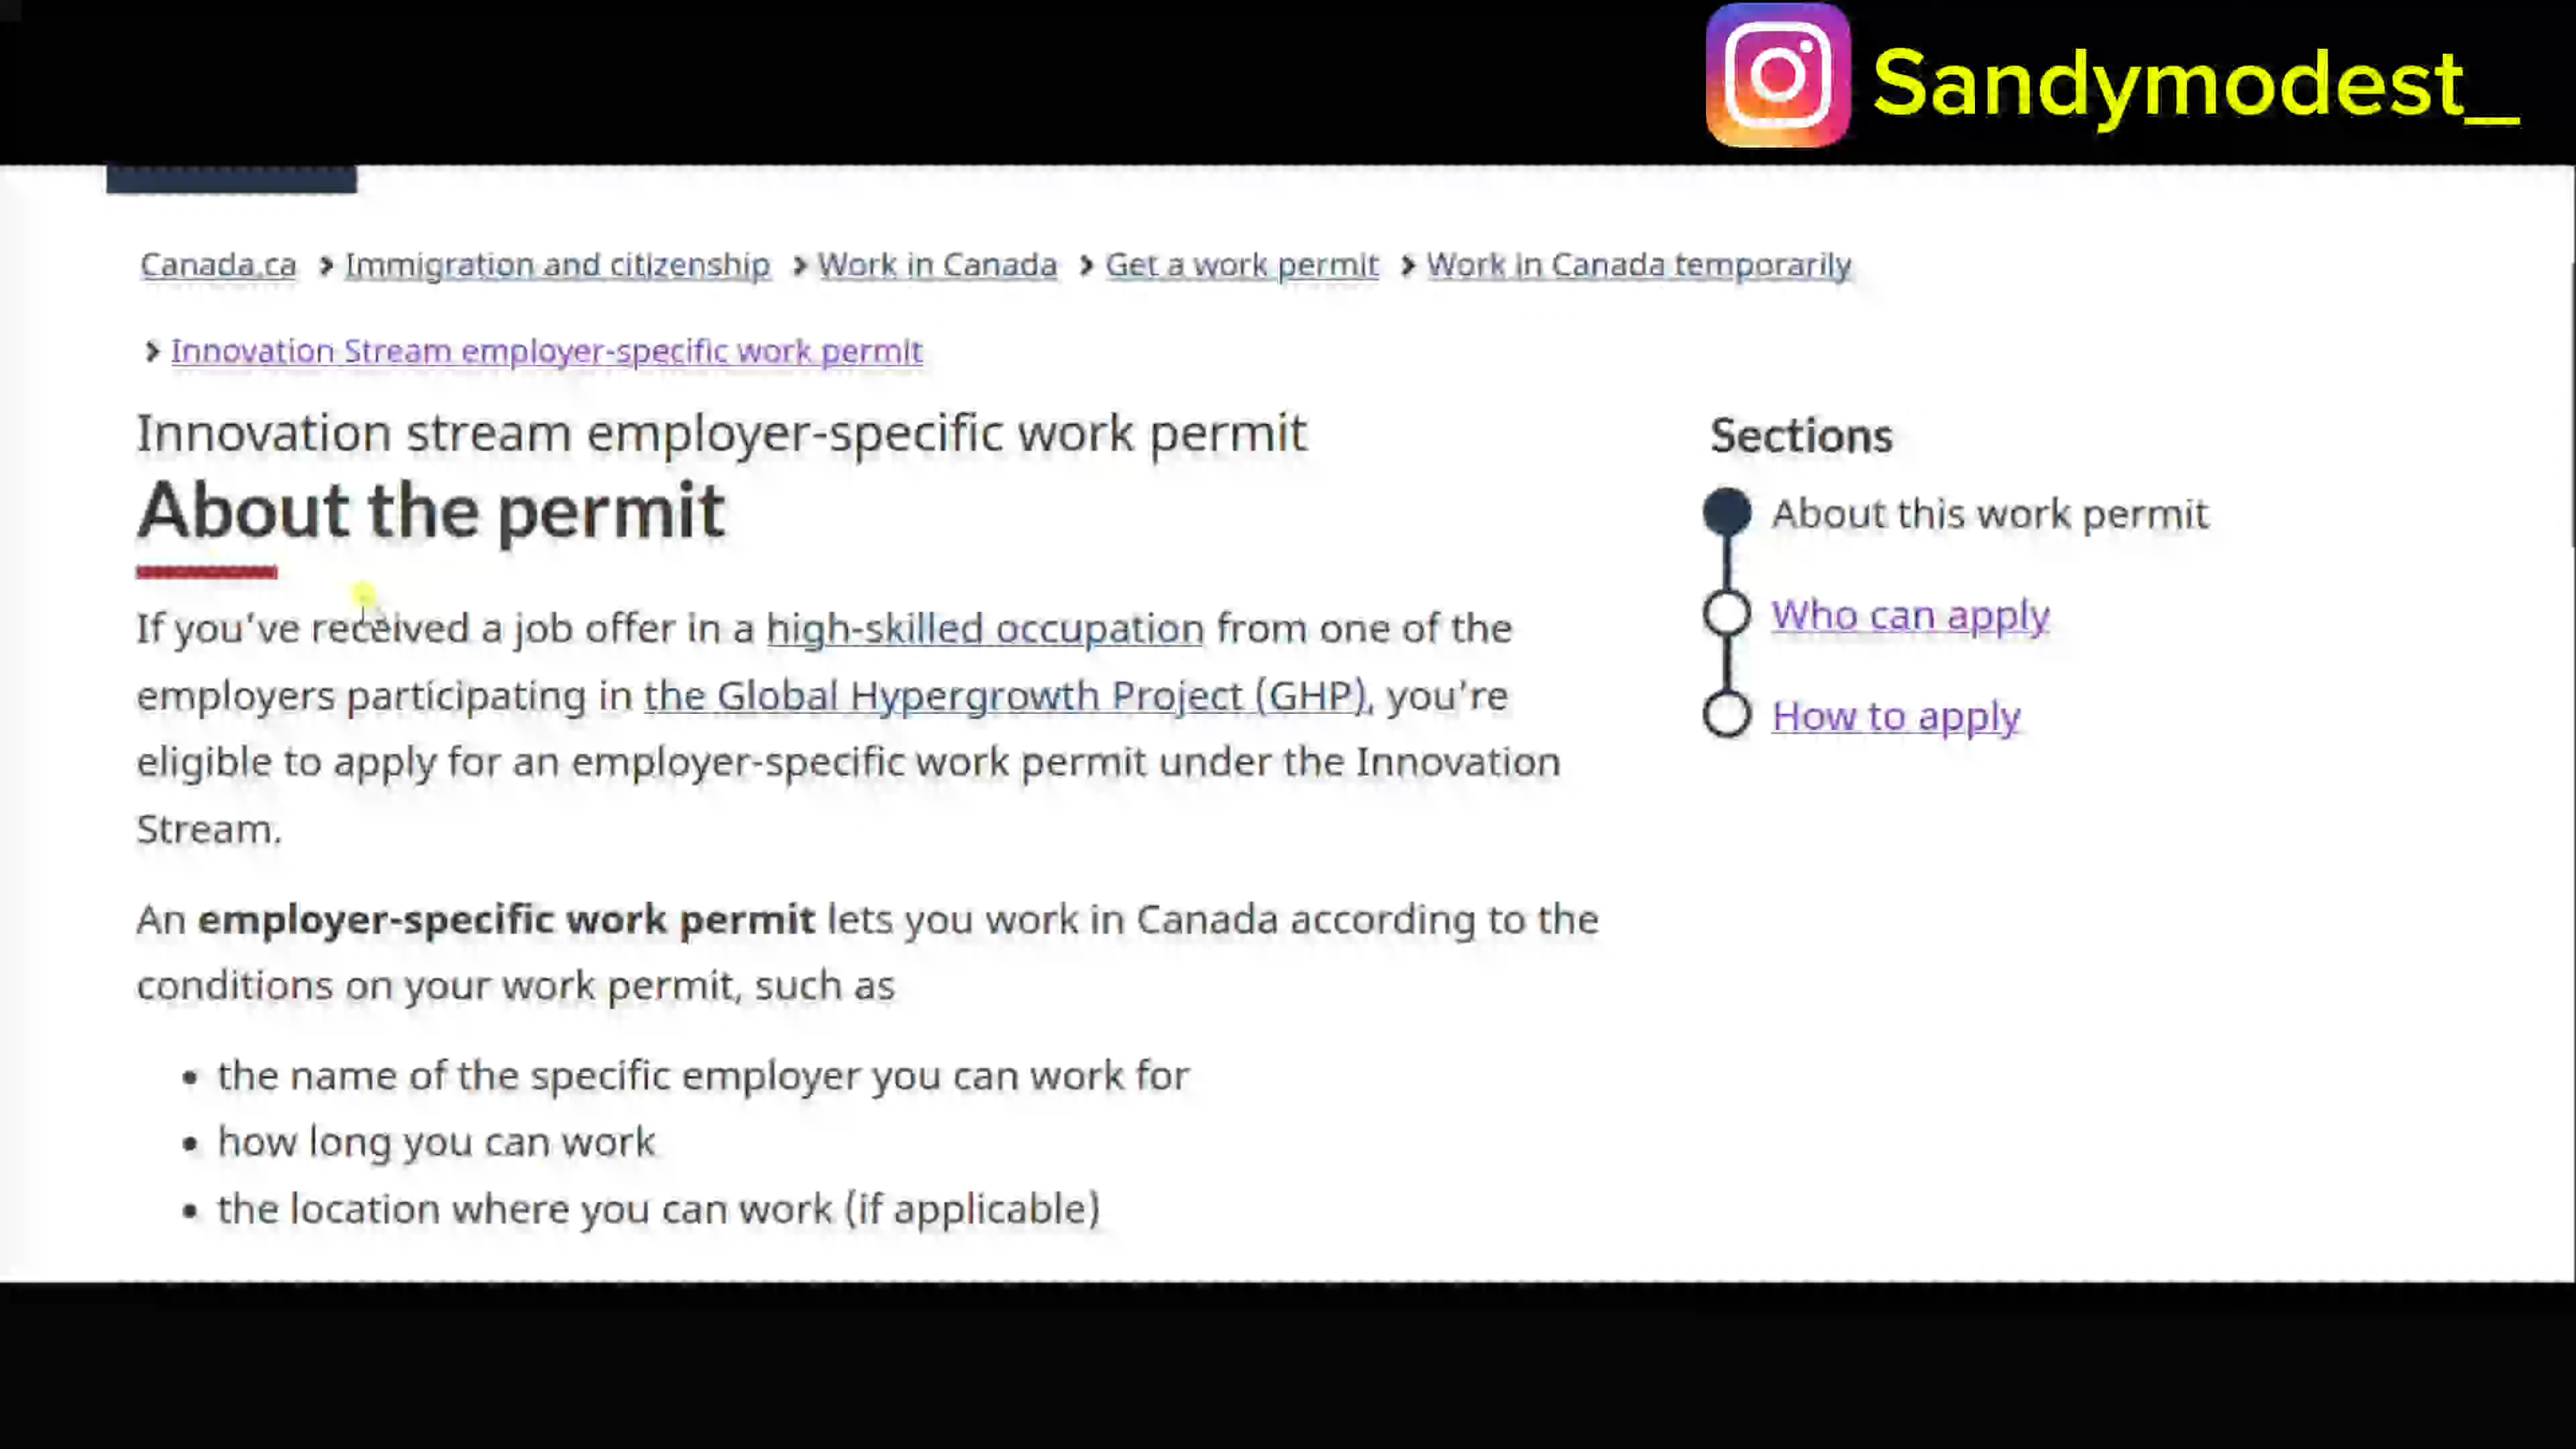 Sandymodest_
Canada.ca > Immigration and citizenship > Work in Canada > Get a work permit > Work in Canada temporarily
> Innovation Stream employer-specific work permit
Innovation stream employer-specific work permit
About the permit
If you've received a job offer in a high-skilled occupation from one of the
employers participating in the Global Hypergrowth Project (GHP), you're
eligible to apply for an employer-specific work permit under the Innovation
Stream.
An employer-specific work permit lets you work in Canada according to the
conditions on your work permit, such as
• the name of the specific employer you can work for
• how long you can work
• the location where you can work (if applicable)
Sections
About this work permit
Who can apply
How to apply